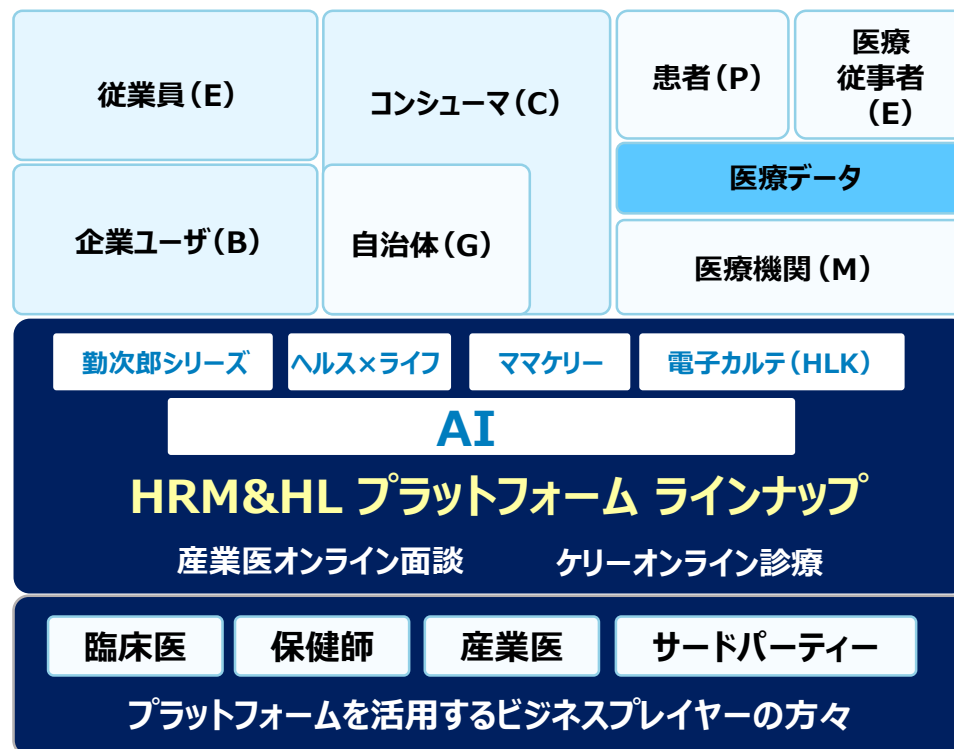 従業員（E）
コンシューマ（C）
患者（P）
医療
従事者
（E）
医療データ
企業ユーザ（B）
自治体（G）
医療機関（M）
勤次郎シリーズ
ヘルス×ライフ
ママケリー
電子カルテ（HLK）
AI
HRM&HL プラットフォーム ラインナップ
産業医オンライン面談
ケリーオンライン診療
臨床医
保健師
産業医
サードパーティー
プラットフォームを活用するビジネスプレイヤーの方々